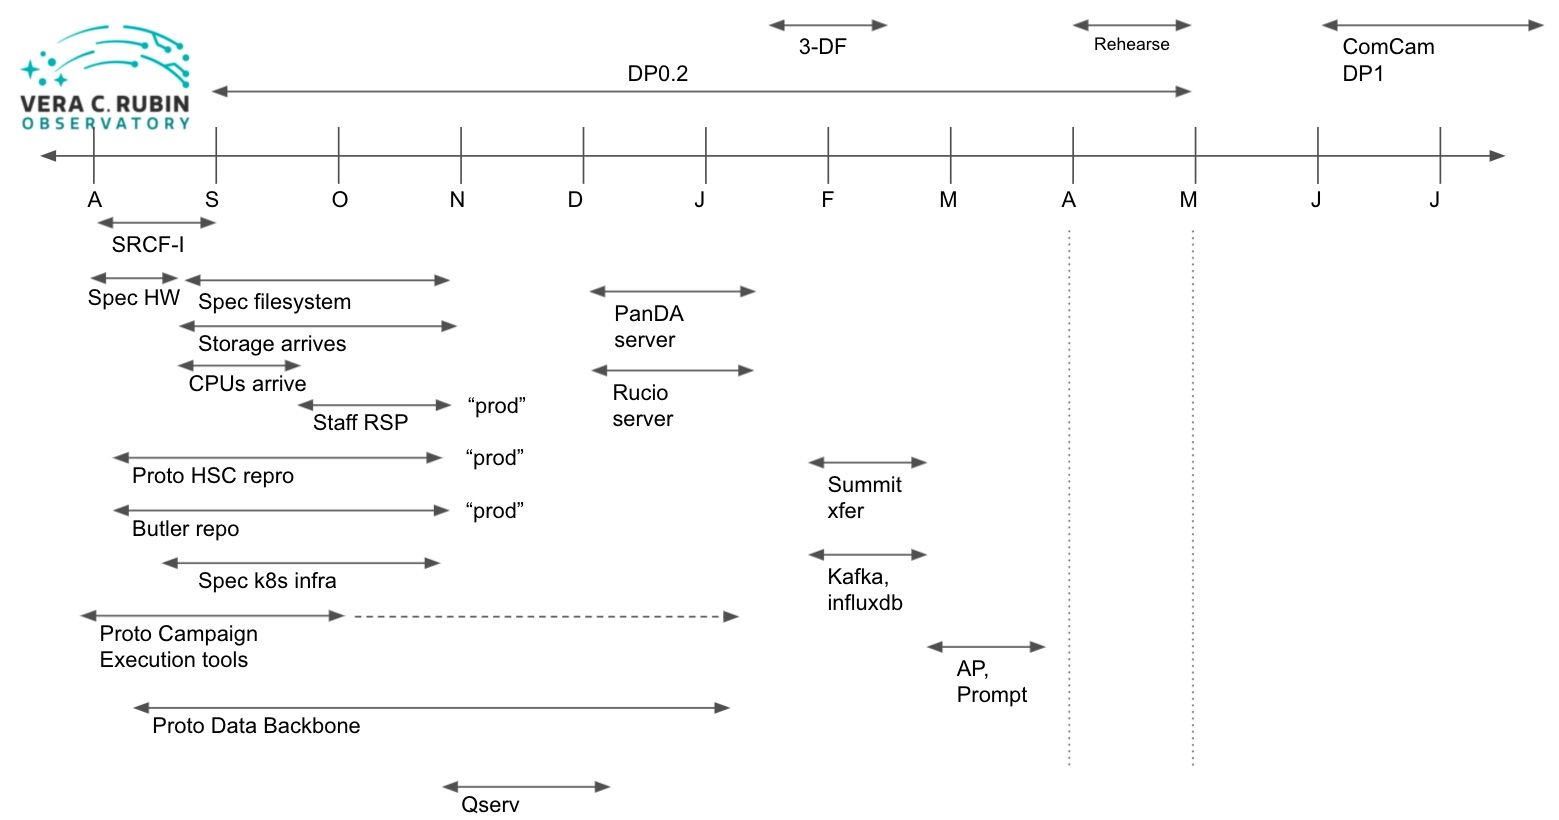 3-DF
Rehearse
ComCam
DP1
DP0.2
VERA C. RUBIN
OBSERVATORY
A S O N D J F M A M J J
SRCF-I
Spec HW
Spec filesystem
PanDA
server
Storage arrives
CPUs arrive
Rucio
server
Staff RSP
“prod”
Proto HSC repro
“prod”
Summit
xfer
Butler repo
“prod”
Spec k8s infra
Kafka,
influxdb
Proto Campaign
Execution tools
AP,
Prompt
Proto Data Backbone
Qserv